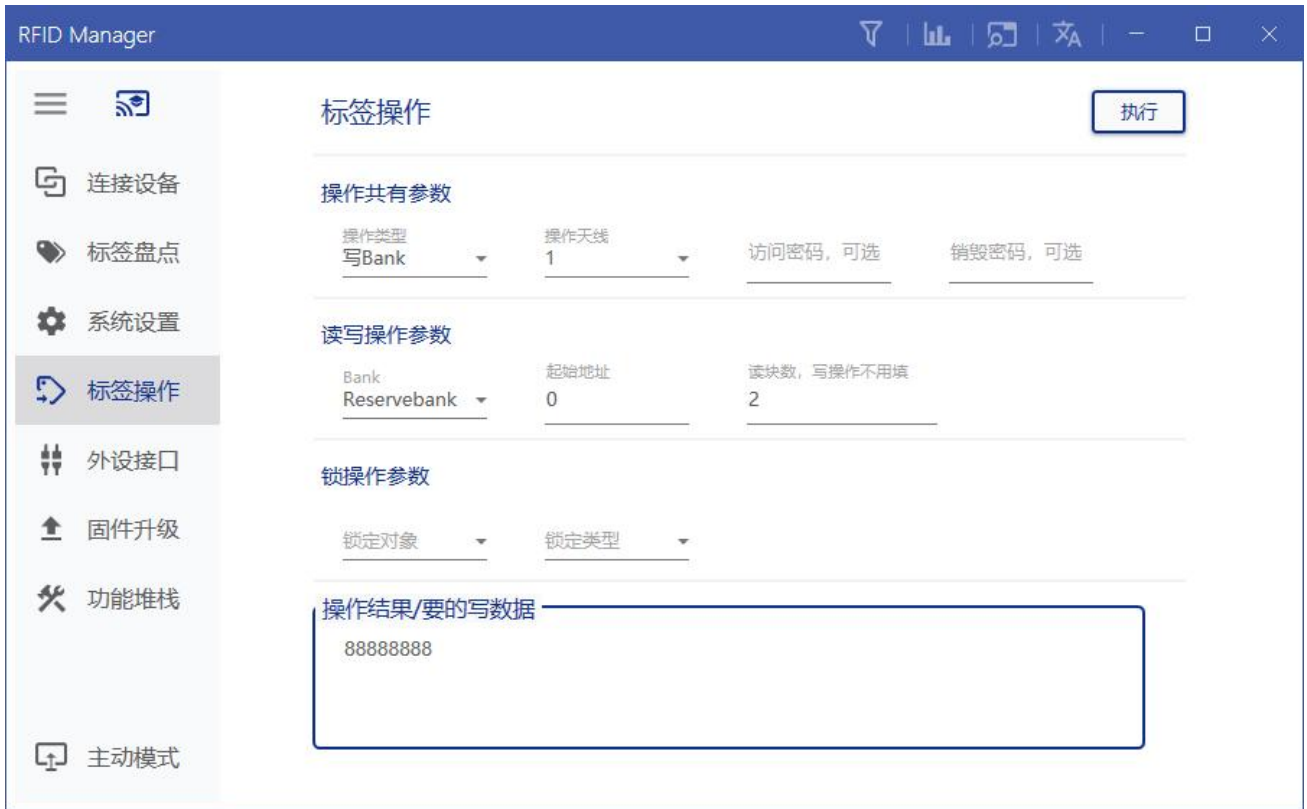 RFID Manager
标签操作
执行
连接设备
标签盘点
系统设置
标签操作
外设接口
固件升级
功能堆栈
主动模式
操作共有参数
操作类型
写Bank
操作天线
1
访问密码，可选
销毁密码，可选
读写操作参数
Bank
Reservebank
起始地址
0
读块数，写操作不用填
2
锁操作参数
锁定对象
锁定类型
操作结果/要的写数据
88888888